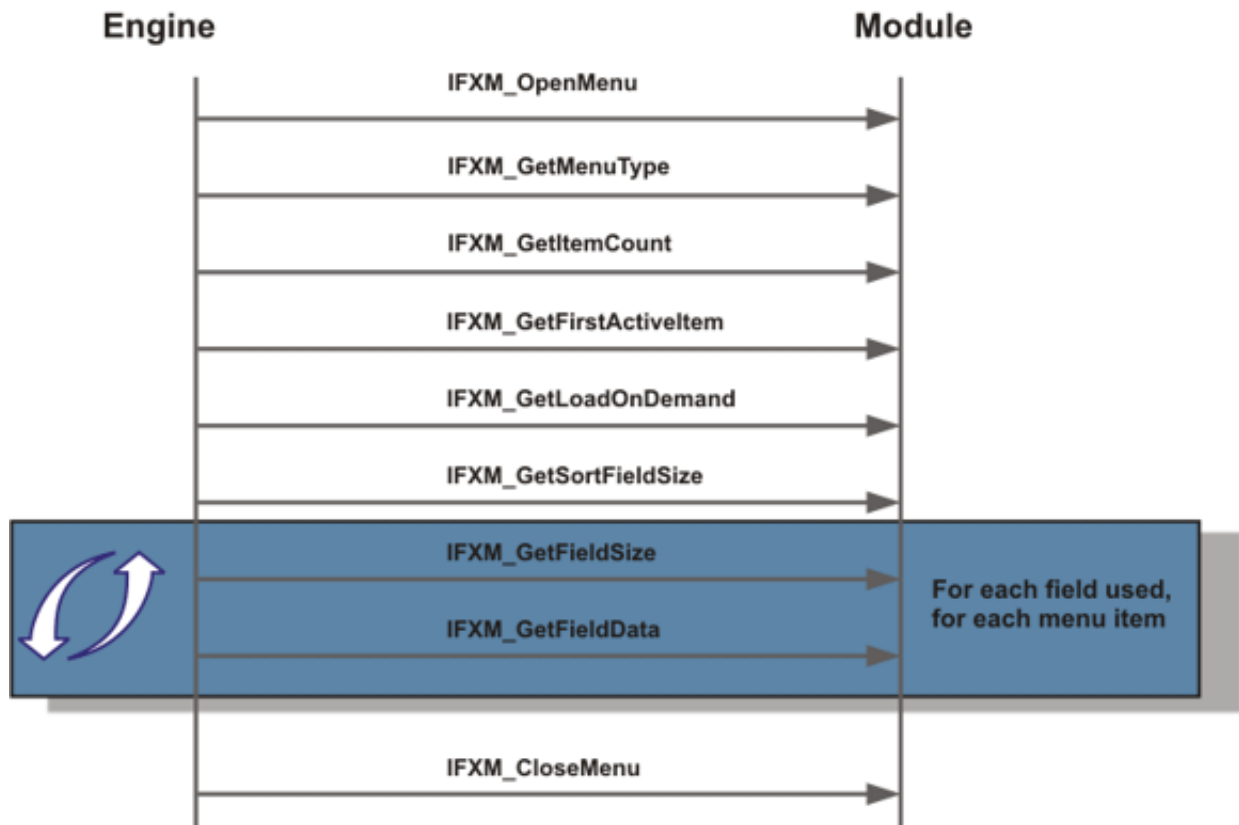 Engine
Module
IFXM_OpenMenu
IFXM_GetMenuType
IFXM_GetItemCount
IFXM_GetFirstActiveItem
IFXM_GetLoadOnDemand
IFXM_GetSortFieldSize
IFXM_GetFieldSize
For each field used,
for each menu item
IFXM_GetFieldData
IFXM_CloseMenu